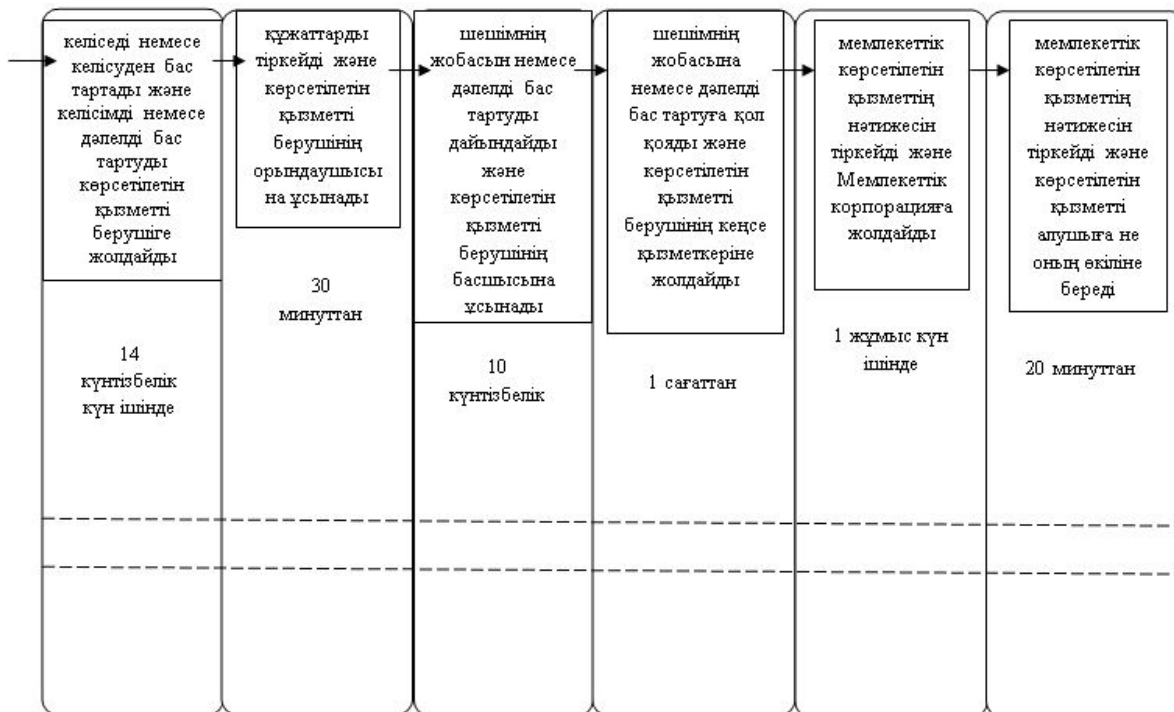 келіседі немесе
келісуден бас
тартады және
келісімді немесе
дәлелді бас
тартуды
көрсетілетін
қызметті
берушіге
жолдайды
14
күнтізбелік
күн ішінде
құжаттарды
тіркейді және
көрсетілетін
қызметті
берушінің
орындаушысы
на ұсынады
30
минуттан
шешімнің
жобасын немесе
дәлелді бас
тартуды
дайындайды
және
көрсетілетін
қызметті
берушінің
басшысына
ұсынады
10
күнтізбелік
шешімнің
жобасына
немесе дәлелді
бас тартуға қол
қояды және
көрсетілетін
қызметті
берушінің кеңсе
қызметкеріне
жолдайды
1 сағаттан
мемлекеттік
көрсетілетін
қызметтің
нәтижесін
тіркейді және
Мемлекеттік
корпорацияға
жолдайды
1 жұмыс күн
ішінде
мемлекеттік
көрсетілетін
қызметтің
нәтижесін
тіркейді және
көрсетілетін
қызметті
алушыға не
оның өкіліне
береді
20 минуттан